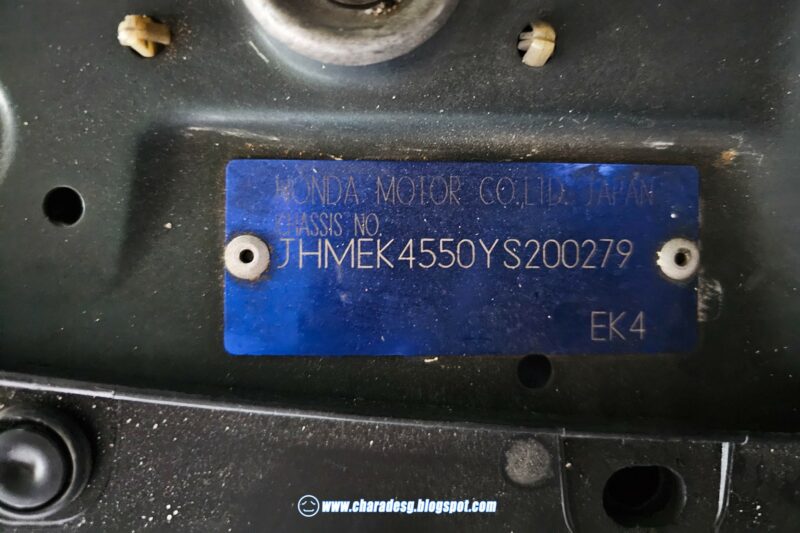 HONDA MOTOR CO.,LTD. JAPAN
CHASSIS NO.
JHMEK4550YS200279
EK4
www.charadesg.blogspot.com